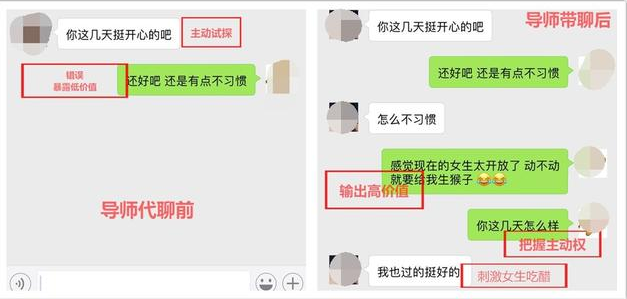 你这几天挺开心的吧
主动试探
错误
暴露低价值
还好吧 还是有点不习惯
导师代聊前
导师带聊后
你这几天挺开心的吧
还好吧 还是有点不习惯
怎么不习惯
感觉现在的女生太开放了 动不动
就要给我生猴子
输出高价值
你这几天怎么样
把握主动权
我也过的挺好的
刺激女生吃醋